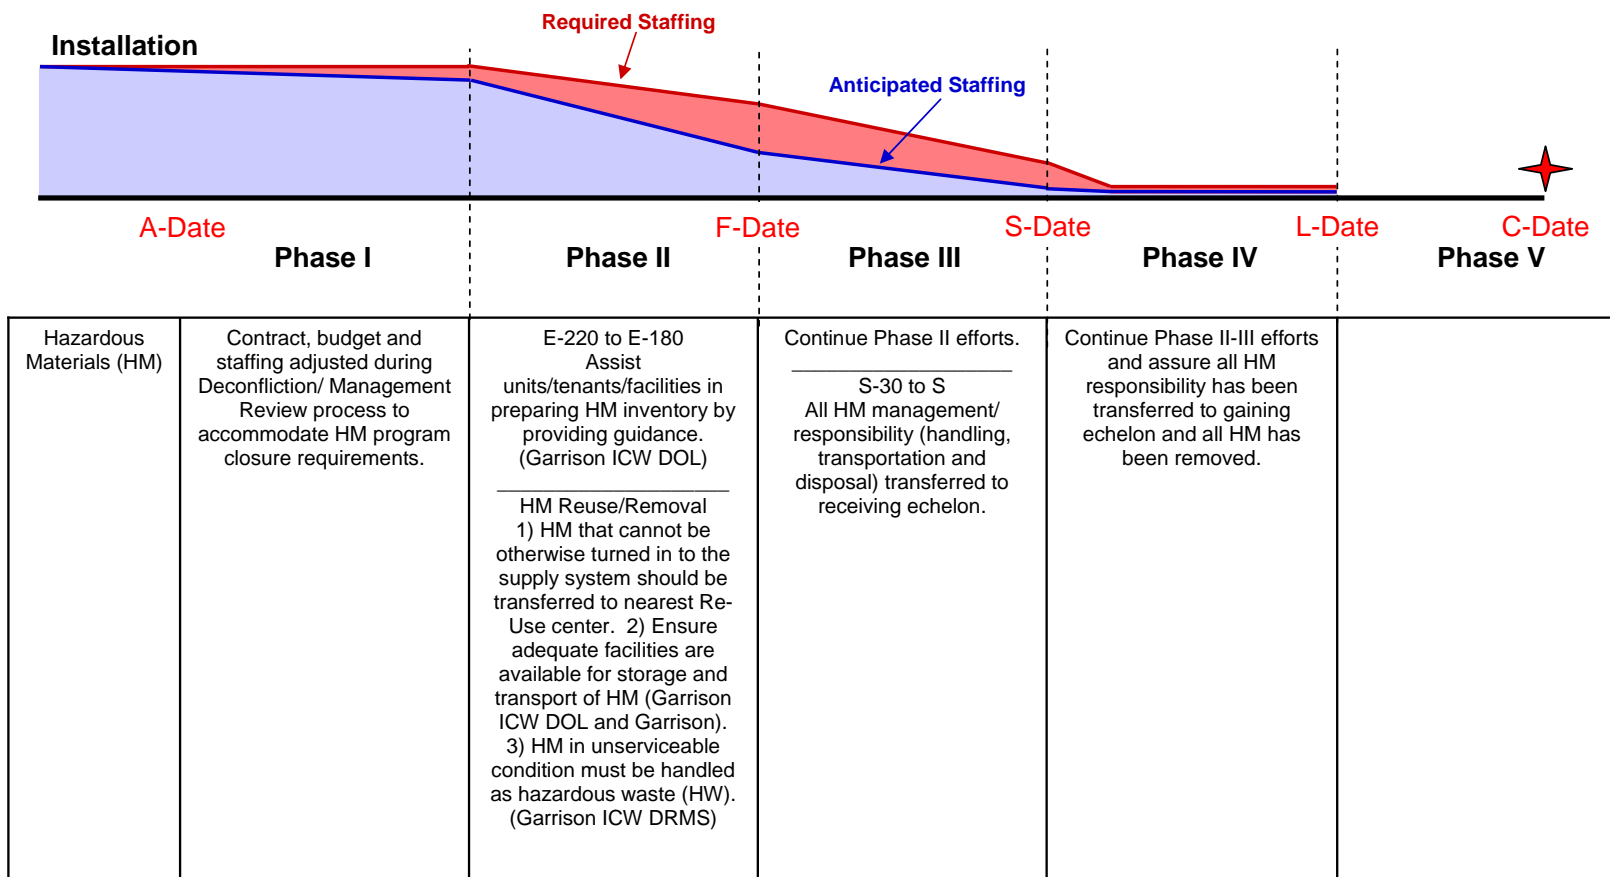 Required Staffing
Installation
Anticipated Staffing
A-Date
F-Date
S-Date
L-Date
C-Date
Phase I
Phase II
Phase III
Phase IV
Phase V
Hazardous
Materials (HM)
Contract, budget and
staffing adjusted during
Deconfliction/ Management
Review process to
accommodate HM program
closure requirements.
E-220 to E-180
Assist
units/tenants/facilities in
preparing HM inventory by
providing guidance.
(Garrison ICW DOL)
HM Reuse/Removal
1) HM that cannot be
otherwise turned in to the
supply system should be
transferred to nearest Re-
Use center.  2) Ensure
adequate facilities are
available for storage and
transport of HM (Garrison
ICW DOL and Garrison).
3) HM in unserviceable
condition must be handled
as hazardous waste (HW).
(Garrison ICW DRMS)
Continue Phase II efforts.
S-30 to S
All HM management/
responsibility (handling,
transportation and
disposal) transferred to
receiving echelon.
Continue Phase II-III efforts
and assure all HM
responsibility has been
transferred to gaining
echelon and all HM has
been removed.